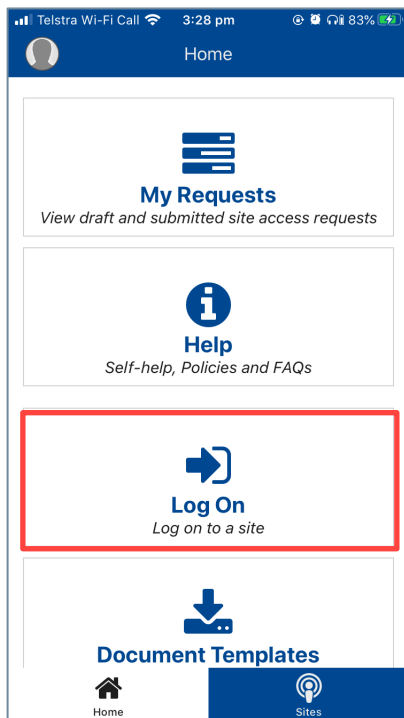 Telstra Wi-Fi Call 3:28 pm 83%
Home
My Requests
View draft and submitted site access requests
Help
Self-help, Policies and FAQs
Log On
Log on to a site
Document Templates
Home Sites